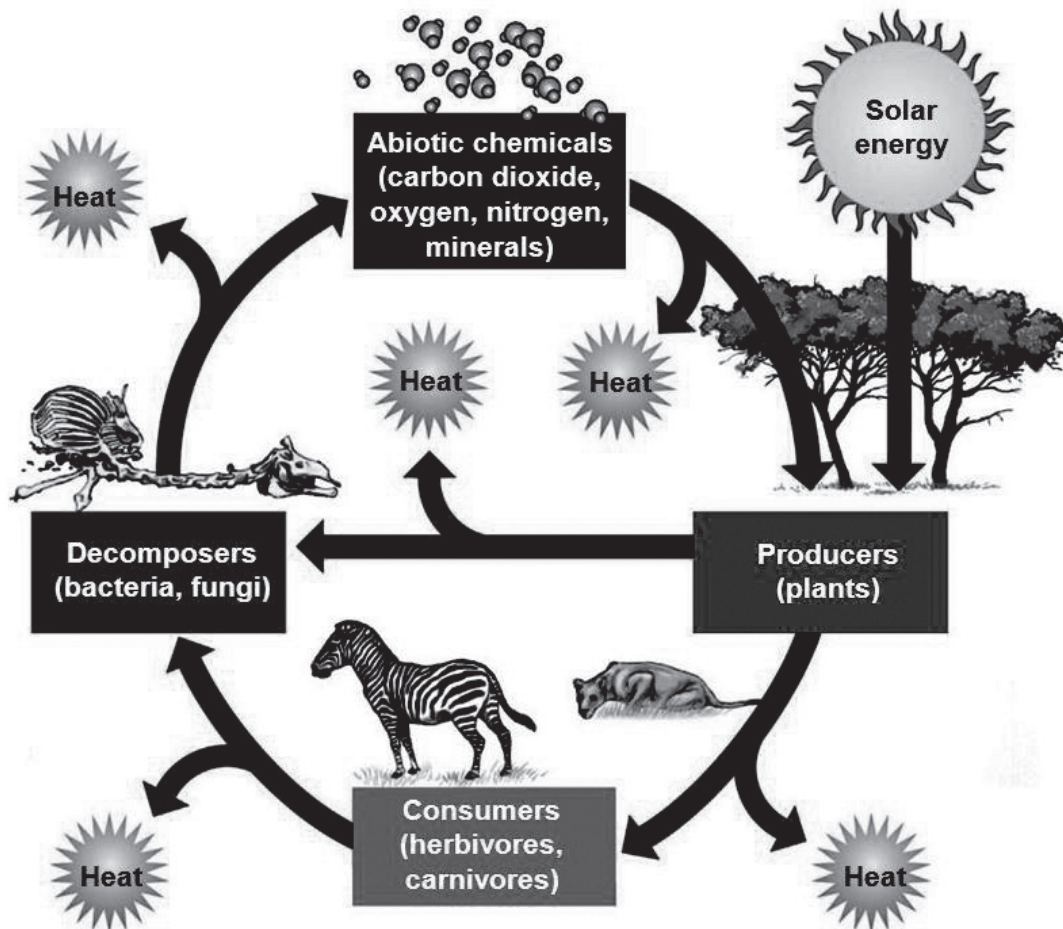 Abiotic chemicals
(carbon dioxide,
oxygen, nitrogen,
minerals)
Solar
energy
Heat
Heat
Heat
Decomposers
(bacteria, fungi)
Producers
(plants)
Consumers
(herbivores,
carnivores)
Heat
Heat